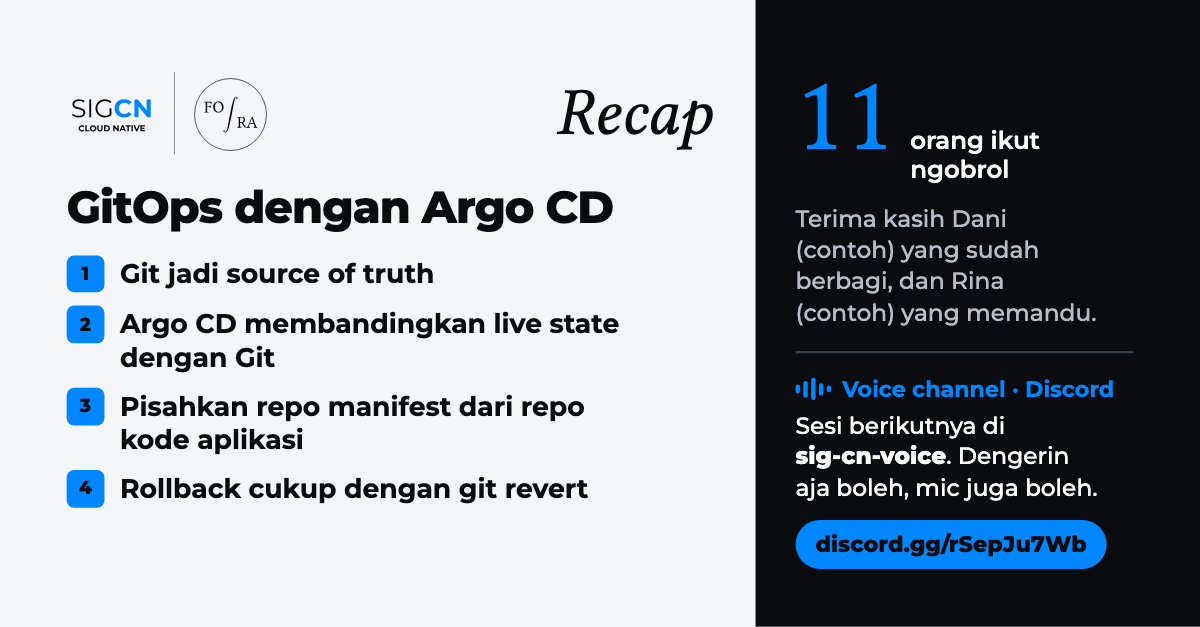 SIGCN
CLOUD NATIVE
FO
RA
Recap
GitOps dengan Argo CD
1 Git jadi source of truth
2 Argo CD membandingkan live state
dengan Git
3 Pisahkan repo manifest dari repo
kode aplikasi
4 Rollback cukup dengan git revert
11 orang ikut
ngobrol
Terima kasih Dani
(contoh) yang sudah
berbagi, dan Rina
(contoh) yang memandu.
Voice channel · Discord
Sesi berikutnya di
sig-cn-voice. Dengerin
aja boleh, mic juga boleh.
discord.gg/rSepJu7Wb